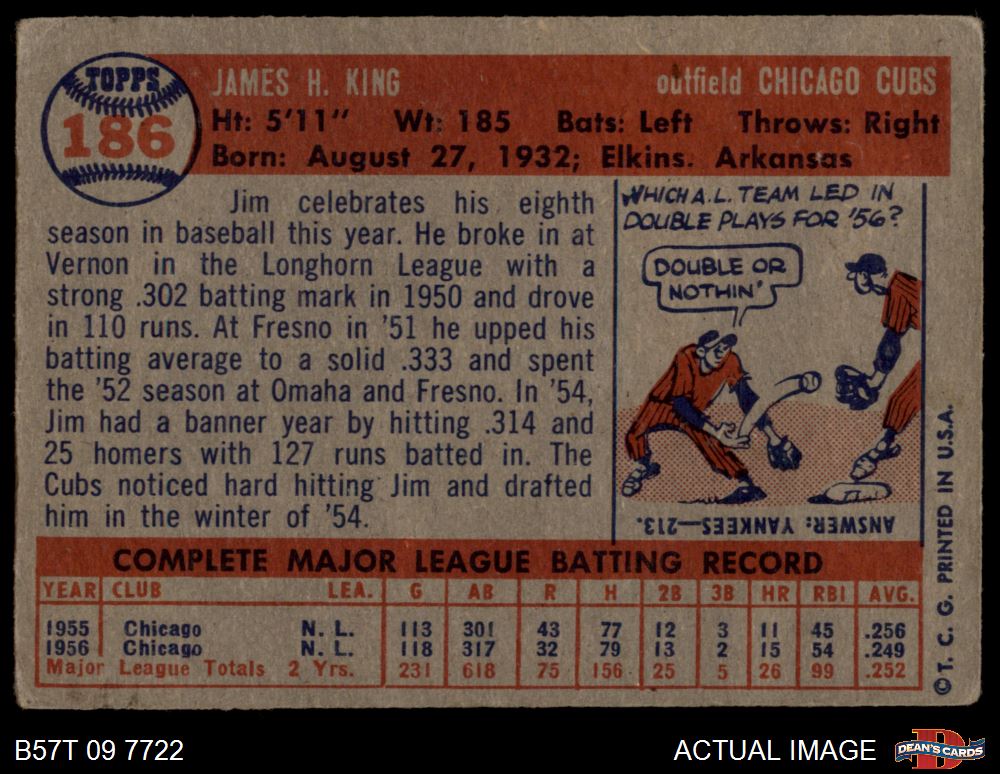 TOPPS
186
JAMES H. KING outfield CHICAGO CUBS
Ht: 5'11" Wt: 185 Bats: Left Throws: Right
Born: August 27, 1932; Elkins. Arkansas
Jim celebrates his eighth
season in baseball this year. He broke in at
Vernon in the Longhorn League with a
strong .302 batting mark in 1950 and drove
in 110 runs. At Fresno in '51 he upped his
batting average to a solid .333 and spent
the '52 season at Omaha and Fresno. In '54,
Jim had a banner year by hitting .314 and
25 homers with 127 runs batted in. The
Cubs noticed hard hitting Jim and drafted
him in the winter of '54.
WHICH A.L. TEAM LED IN
DOUBLE PLAYS FOR '56?
DOUBLE OR
NOTHIN'
ANSWER: YANKEES—213.
COMPLETE MAJOR LEAGUE BATTING RECORD
YEAR CLUB LEA. G AB R H 2B 3B HR RBI AVG.
1955 Chicago N. L. 113 301 43 77 12 3 11 45 .256
1956 Chicago N. L. 118 317 32 79 13 2 15 54 .249
Major League Totals 2 Yrs. 231 618 75 156 25 5 26 99 .252
© T. C. G. PRINTED IN U.S.A.
B57T 09 7722
ACTUAL IMAGE
DEAN'S CARDS